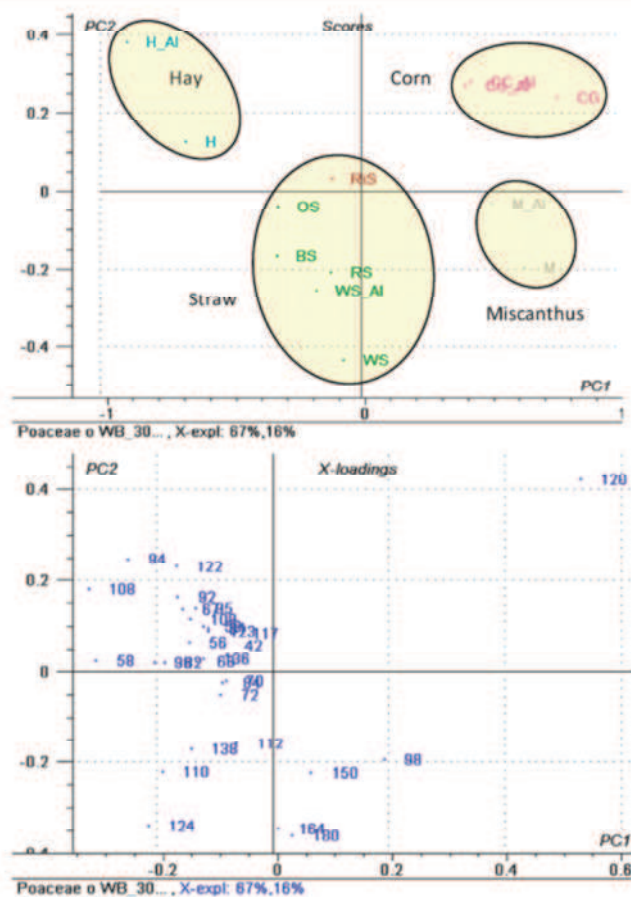 PC2 Scores
0.4 H_AI
Hay Corn
CG
0.2
H
0 RiS
OS M_AI
BS
-0.2 RS M
Straw WS_AI
Miscanthus
-0.4 WS
PC1
-1 0 1
Poaceae o WB_30... , X-expl: 67%,16%
PC2 X-loadings
0.4 120
94 122
0.2 108
92
117
56 42
58 136
0
72
138 112
-0.2 110 150 98
124 164
180
-0.4 PC1
-0.2 0 0.2 0.4 0.6
Poaceae o WB_30... , X-expl: 67%,16%